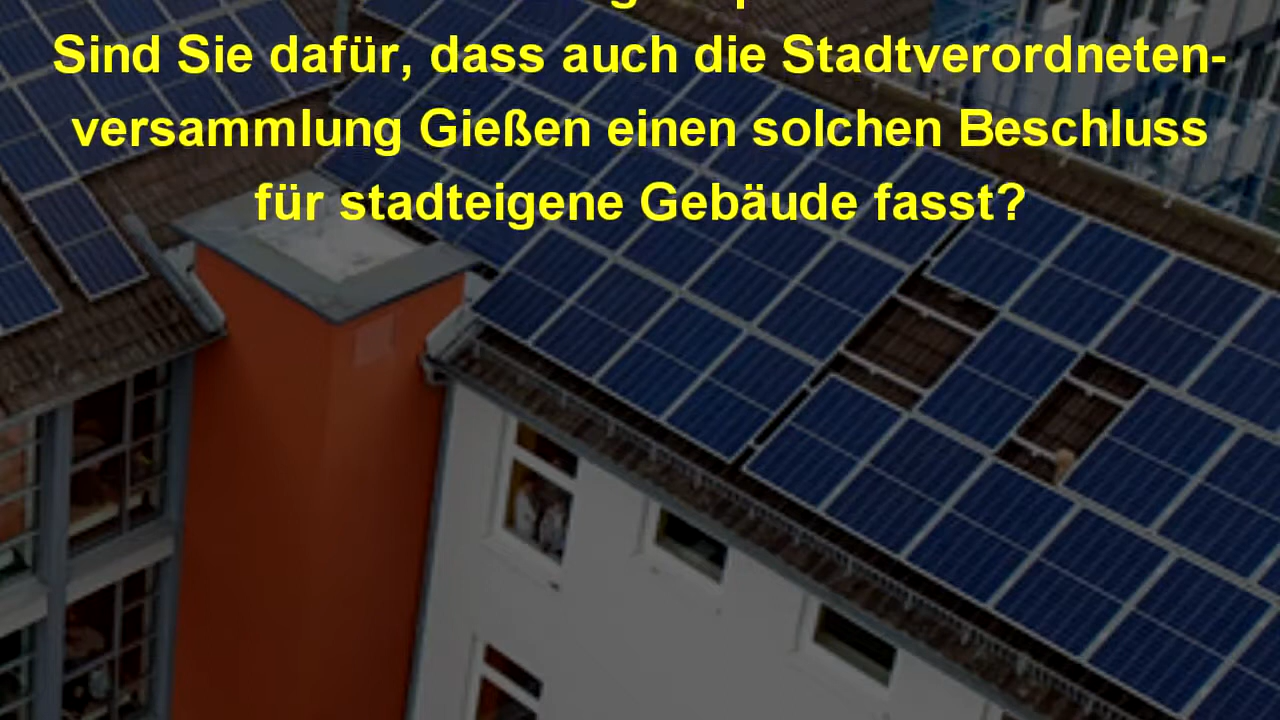 Sind Sie dafür, dass auch die Stadtverordneten-
versammlung Gießen einen solchen Beschluss
für stadteigene Gebäude fasst?